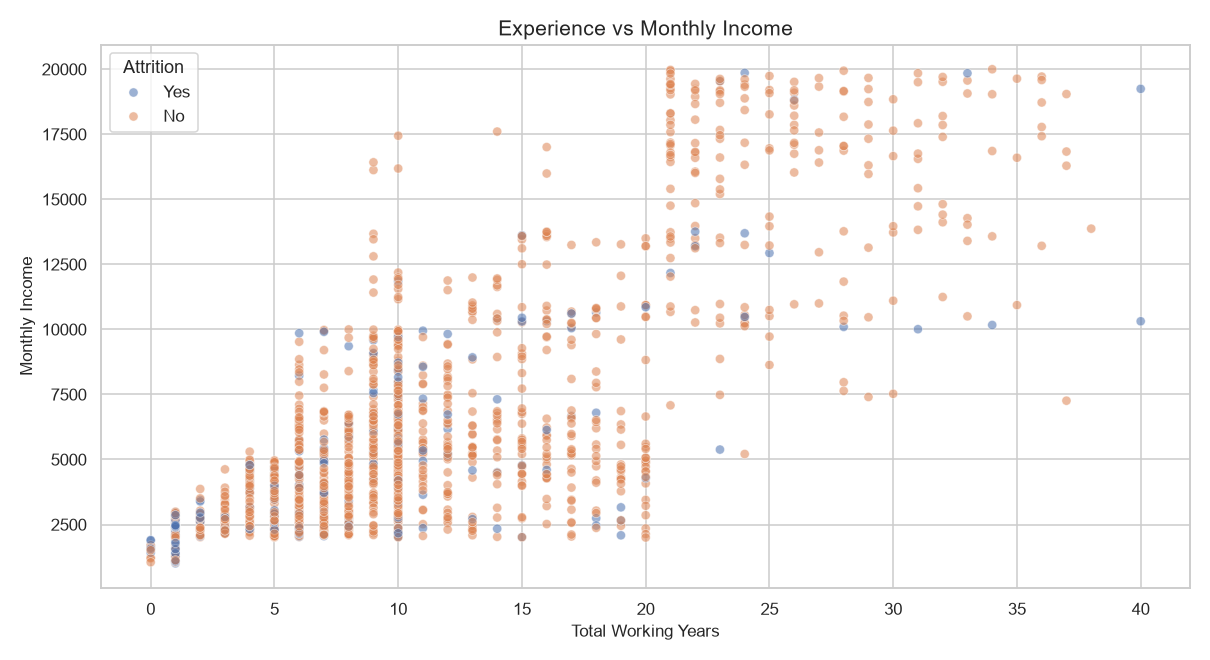 Experience vs Monthly Income
Attrition
Yes
No
20000
17500
15000
12500
10000
7500
5000
2500
Monthly Income
0 5 10 15 20 25 30 35 40
Total Working Years